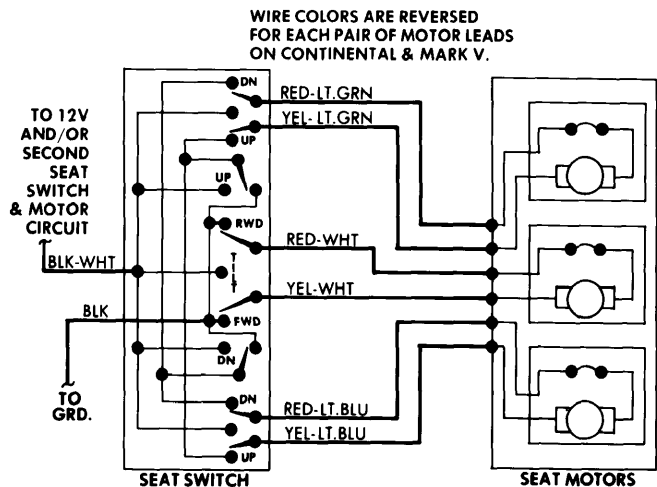 WIRE COLORS ARE REVERSED
FOR EACH PAIR OF MOTOR LEADS
ON CONTINENTAL & MARK V.
TO 12V
AND/OR
SECOND
SEAT
SWITCH
& MOTOR
CIRCUIT
BLK-WHT
BLK
TO
GRD.
DN
UP
UP
RWD
TILT
FWD
DN
DN
UP
RED-LT.GRN
YEL-LT.GRN
RED-WHT
YEL-WHT
RED-LT.BLU
YEL-LT.BLU
SEAT SWITCH
SEAT MOTORS